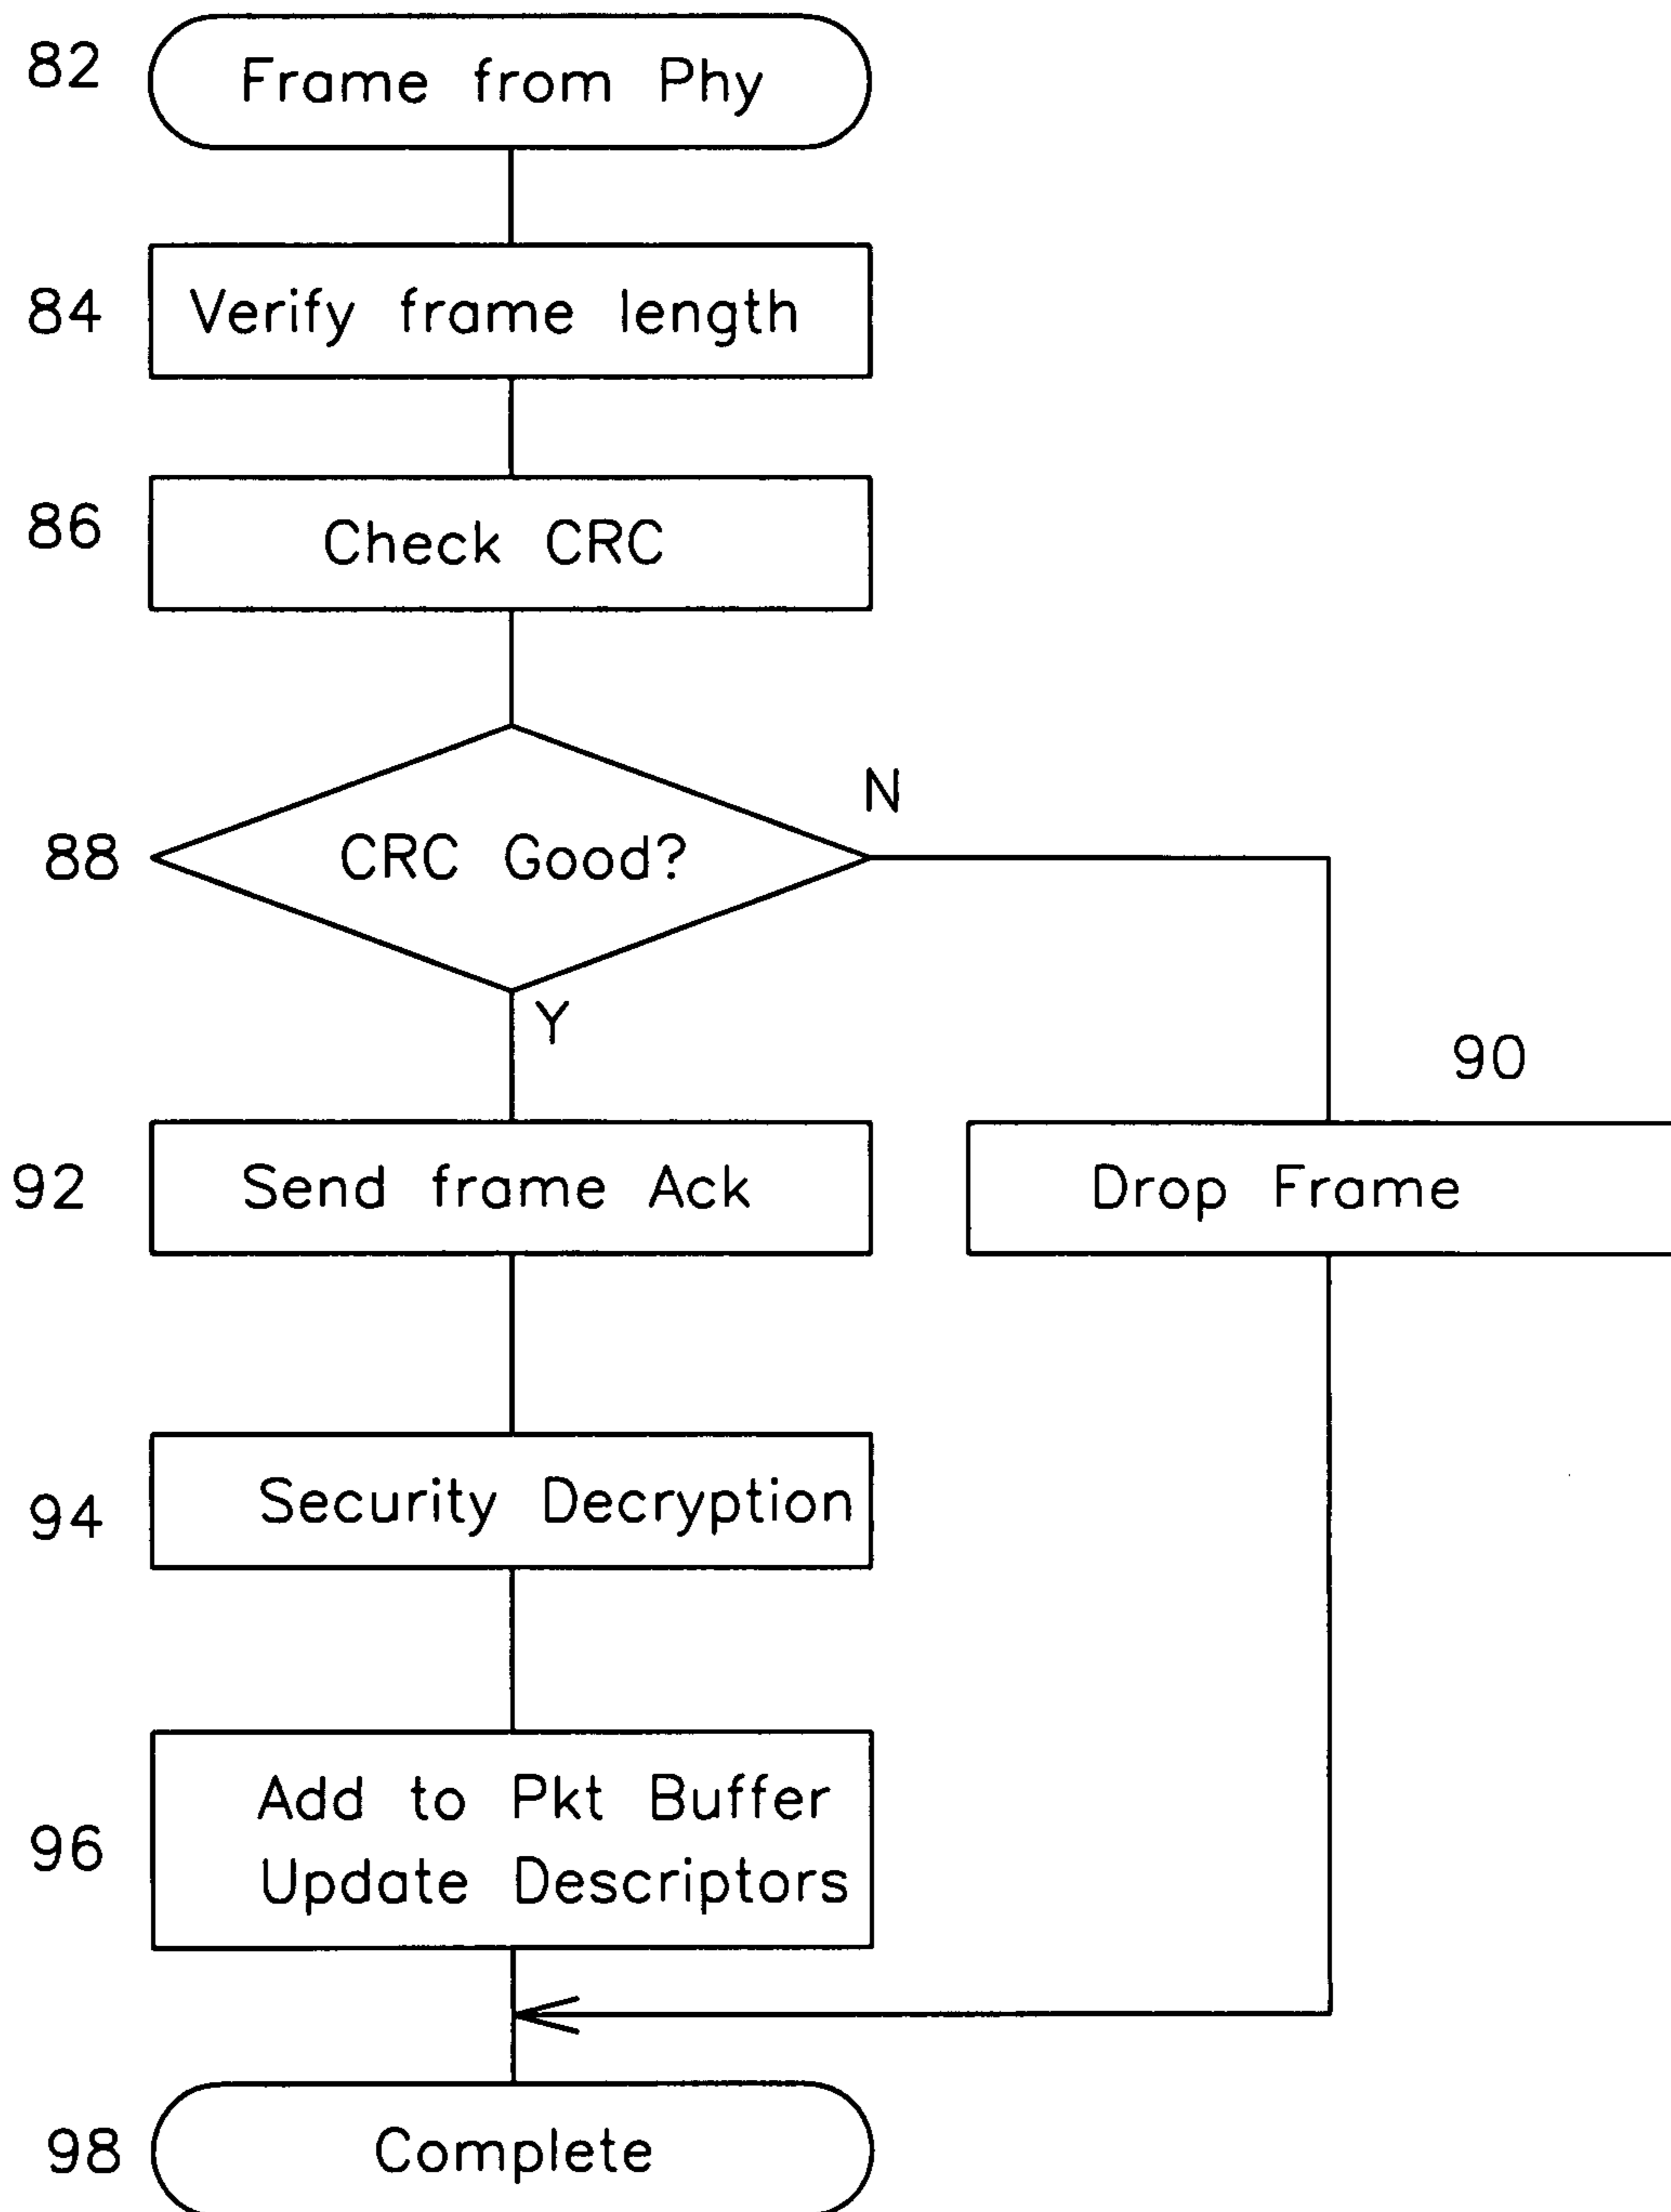 82 Frame from Phy
84 Verify frame length
86 Check CRC
N
88 CRC Good?
Y
90
92 Send frame Ack
Drop Frame
94 Security Decryption
Add to Pkt Buffer
96
Update Descriptors
98 Complete